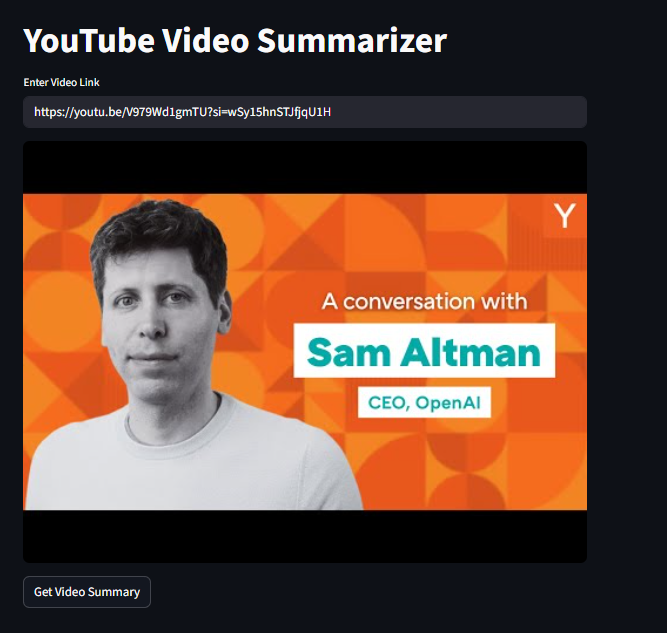 YouTube Video Summarizer
Enter Video Link
https://youtu.be/V979Wd1gmTU?si=wSy15hnSTJfjqU1H
Y
A conversation with
Sam Altman
CEO, OpenAI
Get Video Summary